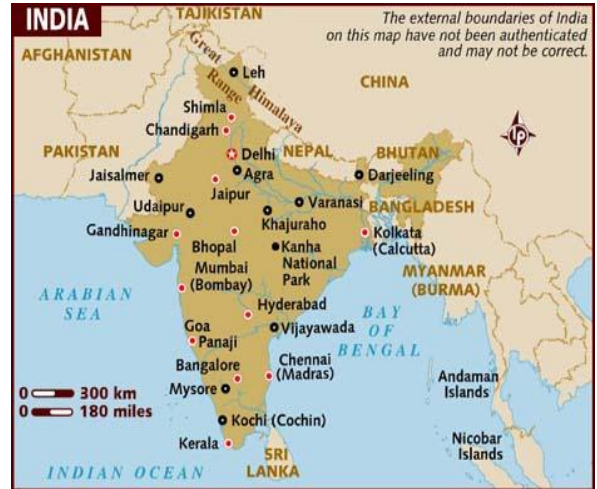 INDIA
TAJIKISTAN
The external boundaries of India
on this map have not been authenticated
and may not be correct.
AFGHANISTAN
Great
Range
Himalaya
Leh
CHINA
Shimla
Chandigarh
PAKISTAN
Delhi
NEPAL
BHUTAN
lp
Jaisalmer
Agra
Darjeeling
Jaipur
Varanasi
BANGLADESH
Udaipur
Khajuraho
Gandhinagar
Kolkata
(Calcutta)
Bhopal
Kanha
National
Park
MYANMAR
(BURMA)
Mumbai
(Bombay)
ARABIAN
SEA
Hyderabad
BAY
OF
BENGAL
Goa
Panaji
Vijayawada
Bangalore
Chennai
(Madras)
0 300 km
0 180 miles
Mysore
Andaman
Islands
Kochi (Cochin)
Kerala
SRI
LANKA
Nicobar
Islands
INDIAN OCEAN